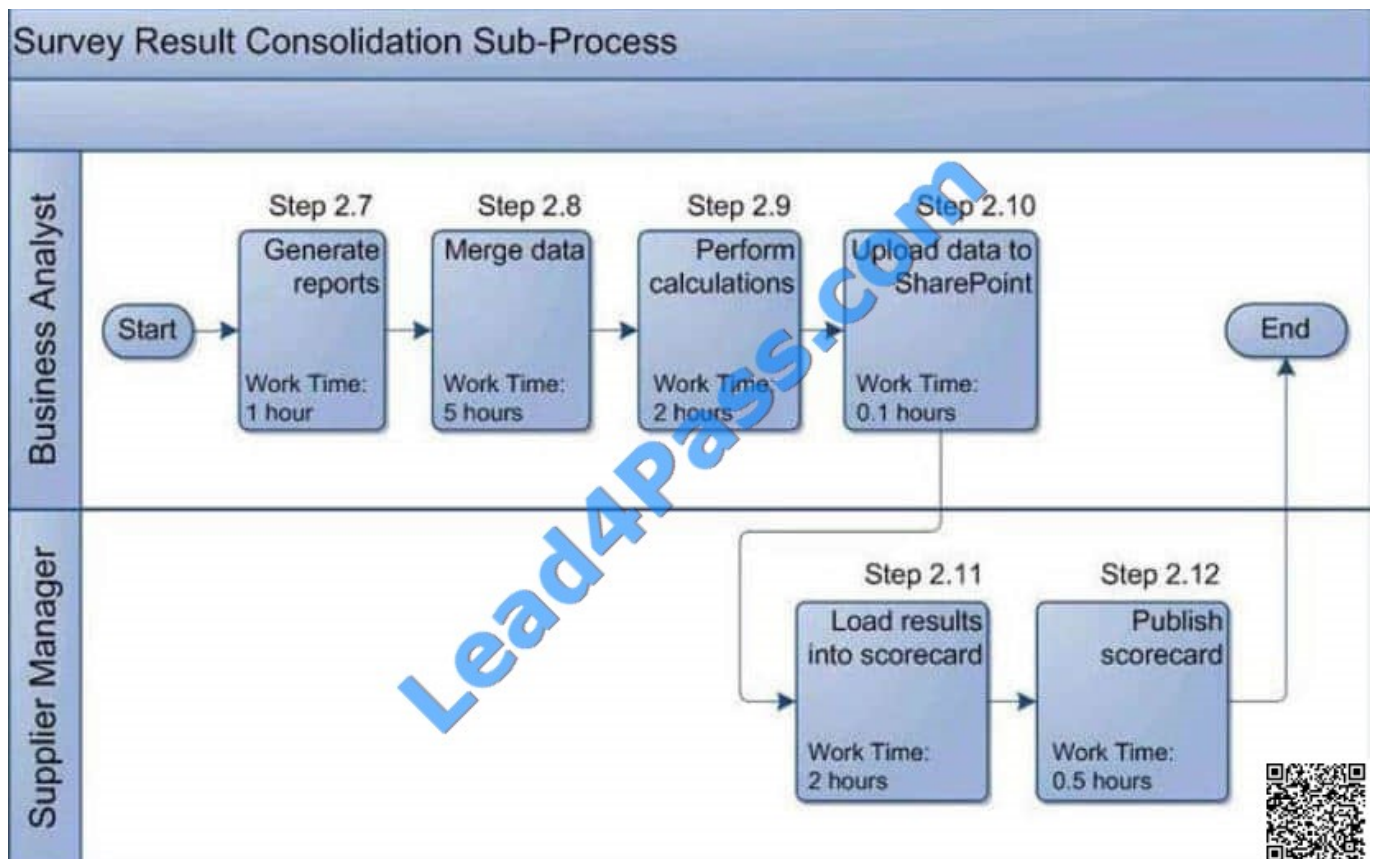 Survey Result Consolidation Sub-Process
Business Analyst
Start
Step 2.7
Generate
reports
Work Time:
1 hour
Step 2.8
Merge data
Work Time:
5 hours
Step 2.9
Perform
calculations
Work Time:
2 hours
Step 2.10
Upload data to
SharePoint
Work Time:
0.1 hours
End
Supplier Manager
Step 2.11
Load results
into scorecard
Work Time:
2 hours
Step 2.12
Publish
scorecard
Work Time:
0.5 hours
Lead4Pass.com